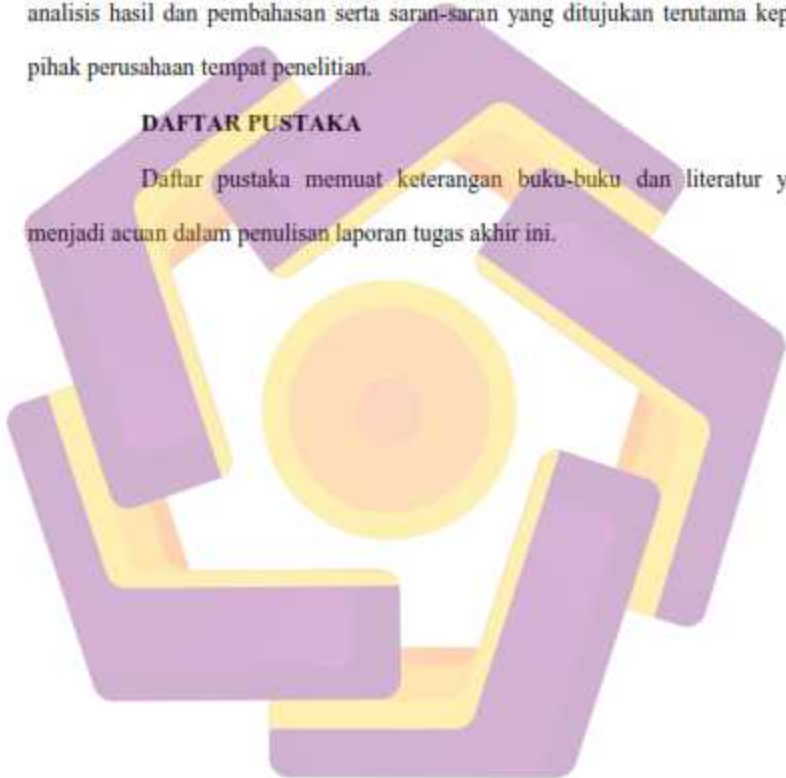 analisis hasil dan pembahasan serta saran-saran yang ditujukan terutama kep
pihak perusahaan tempat penelitian.
DAFTAR PUSTAKA
Daftar pustaka memuat keterangan buku-buku dan literatur y
menjadi acuan dalam penulisan laporan tugas akhir ini.